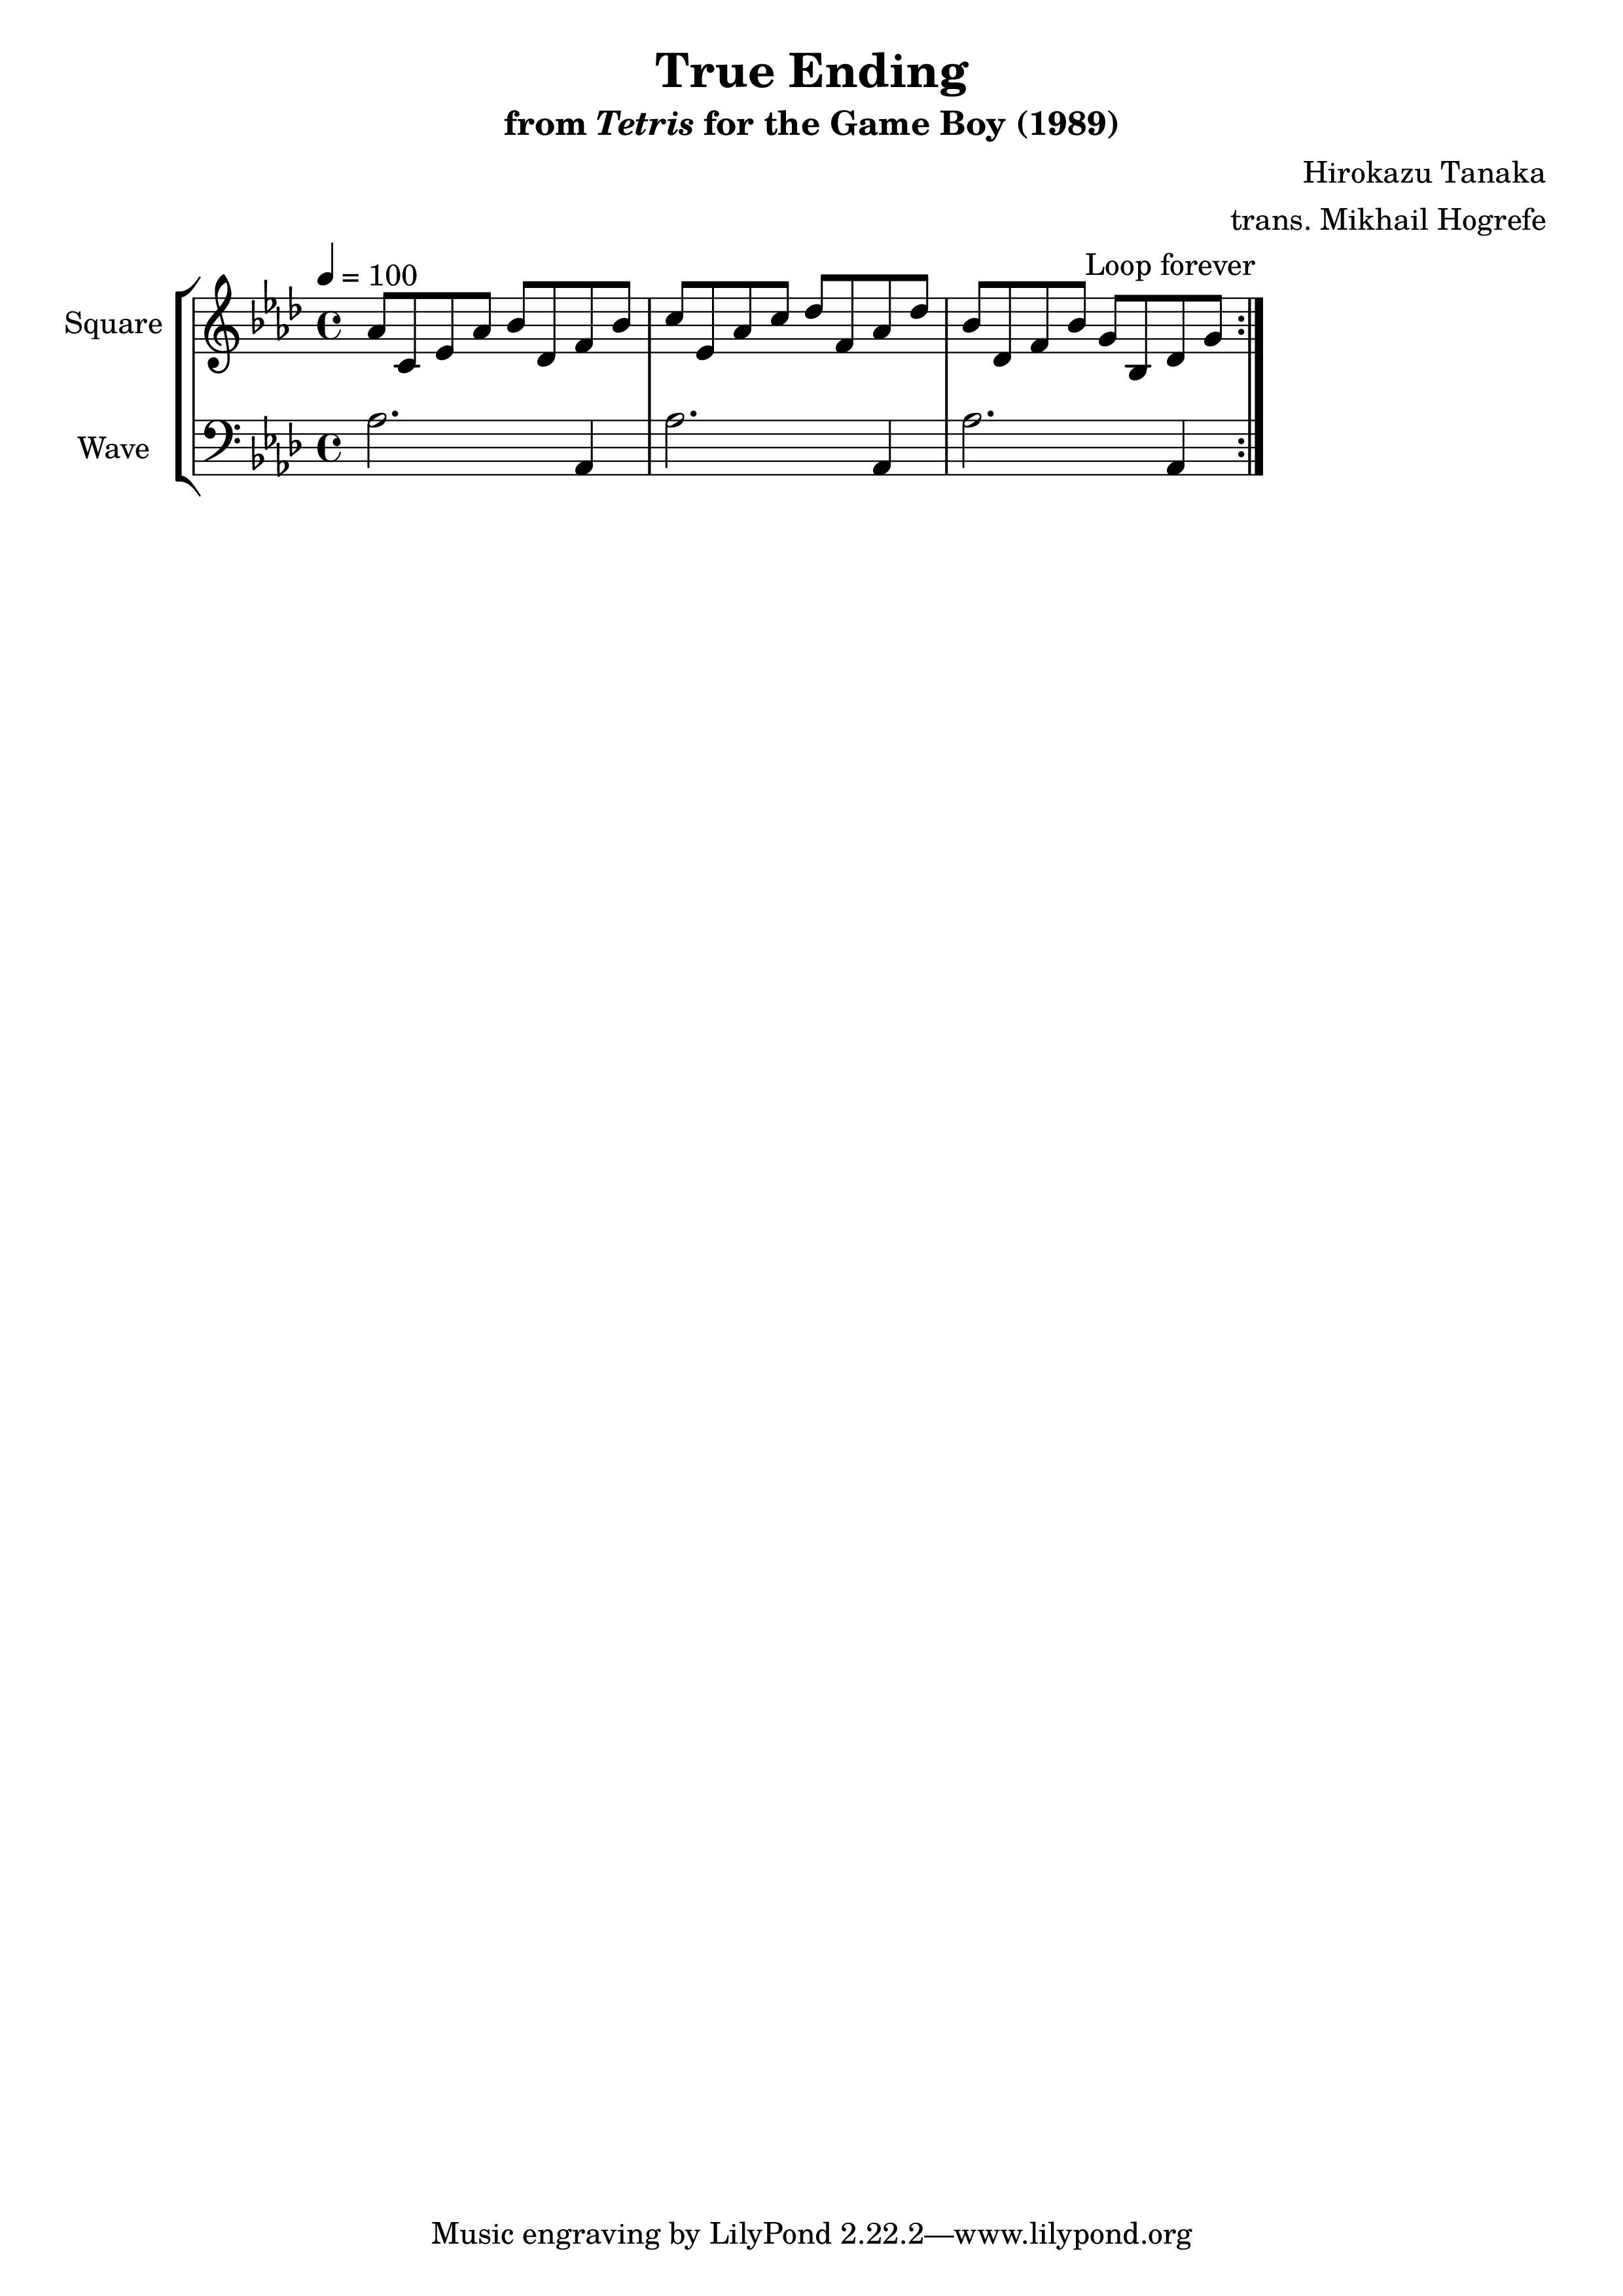 True Ending
from Tetris for the Game Boy (1989)
Hirokazu Tanaka
trans. Mikhail Hogrefe
Loop forever
♩ = 100
Square
Wave
Music engraving by LilyPond 2.22.2—www.lilypond.org